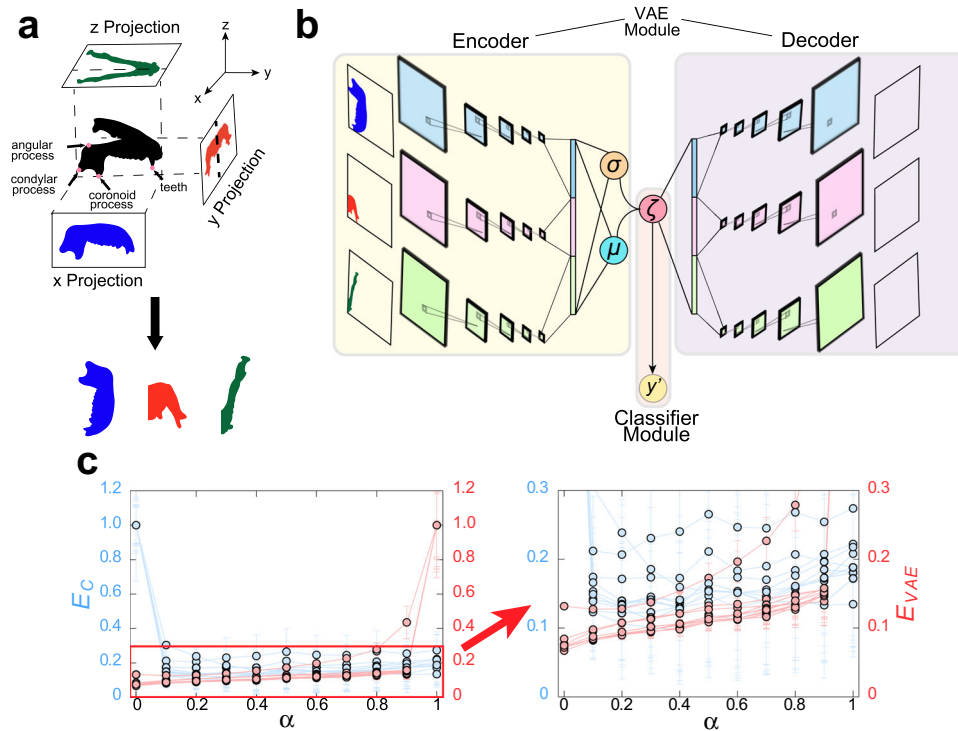 a
z Projection
z
y
x
angular
process
condylar
process
coronoid
process
teeth
y Projection
x Projection
b
VAE
Module
Encoder
Decoder
σ
μ
ζ
y'
Classifier
Module
c
1.2
1.0
0.8
0.6
0.4
0.2
0
E_C
0
0.2
0.4
0.6
0.8
1
α
1.2
1.0
0.8
0.6
0.4
0.2
0
0.3
0.2
0.1
0
0
0.2
0.4
0.6
0.8
1
α
0.3
0.2
0.1
0
E_VAE